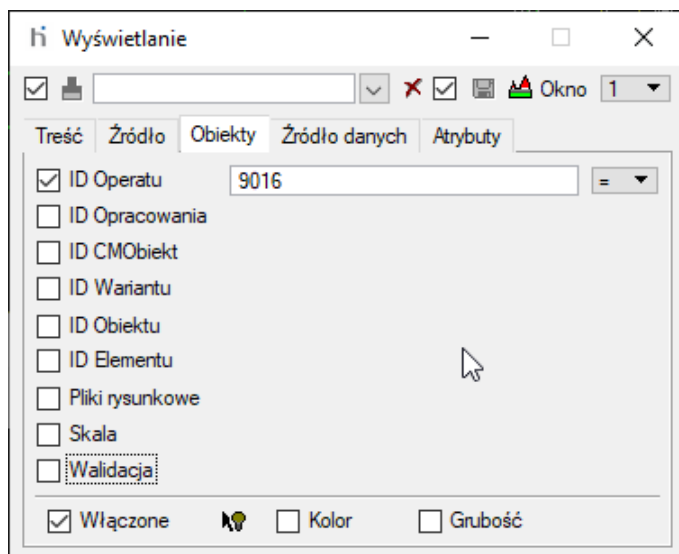 Wyświetlanie
Okno 1
Treść Źródło Obiekty Źródło danych Atrybuty
ID Operatu 9016 =
ID Opracowania
ID CMObiekt
ID Wariantu
ID Obiektu
ID Elementu
Pliki rysunkowe
Skala
Walidacja
Włączone Kolor Grubość